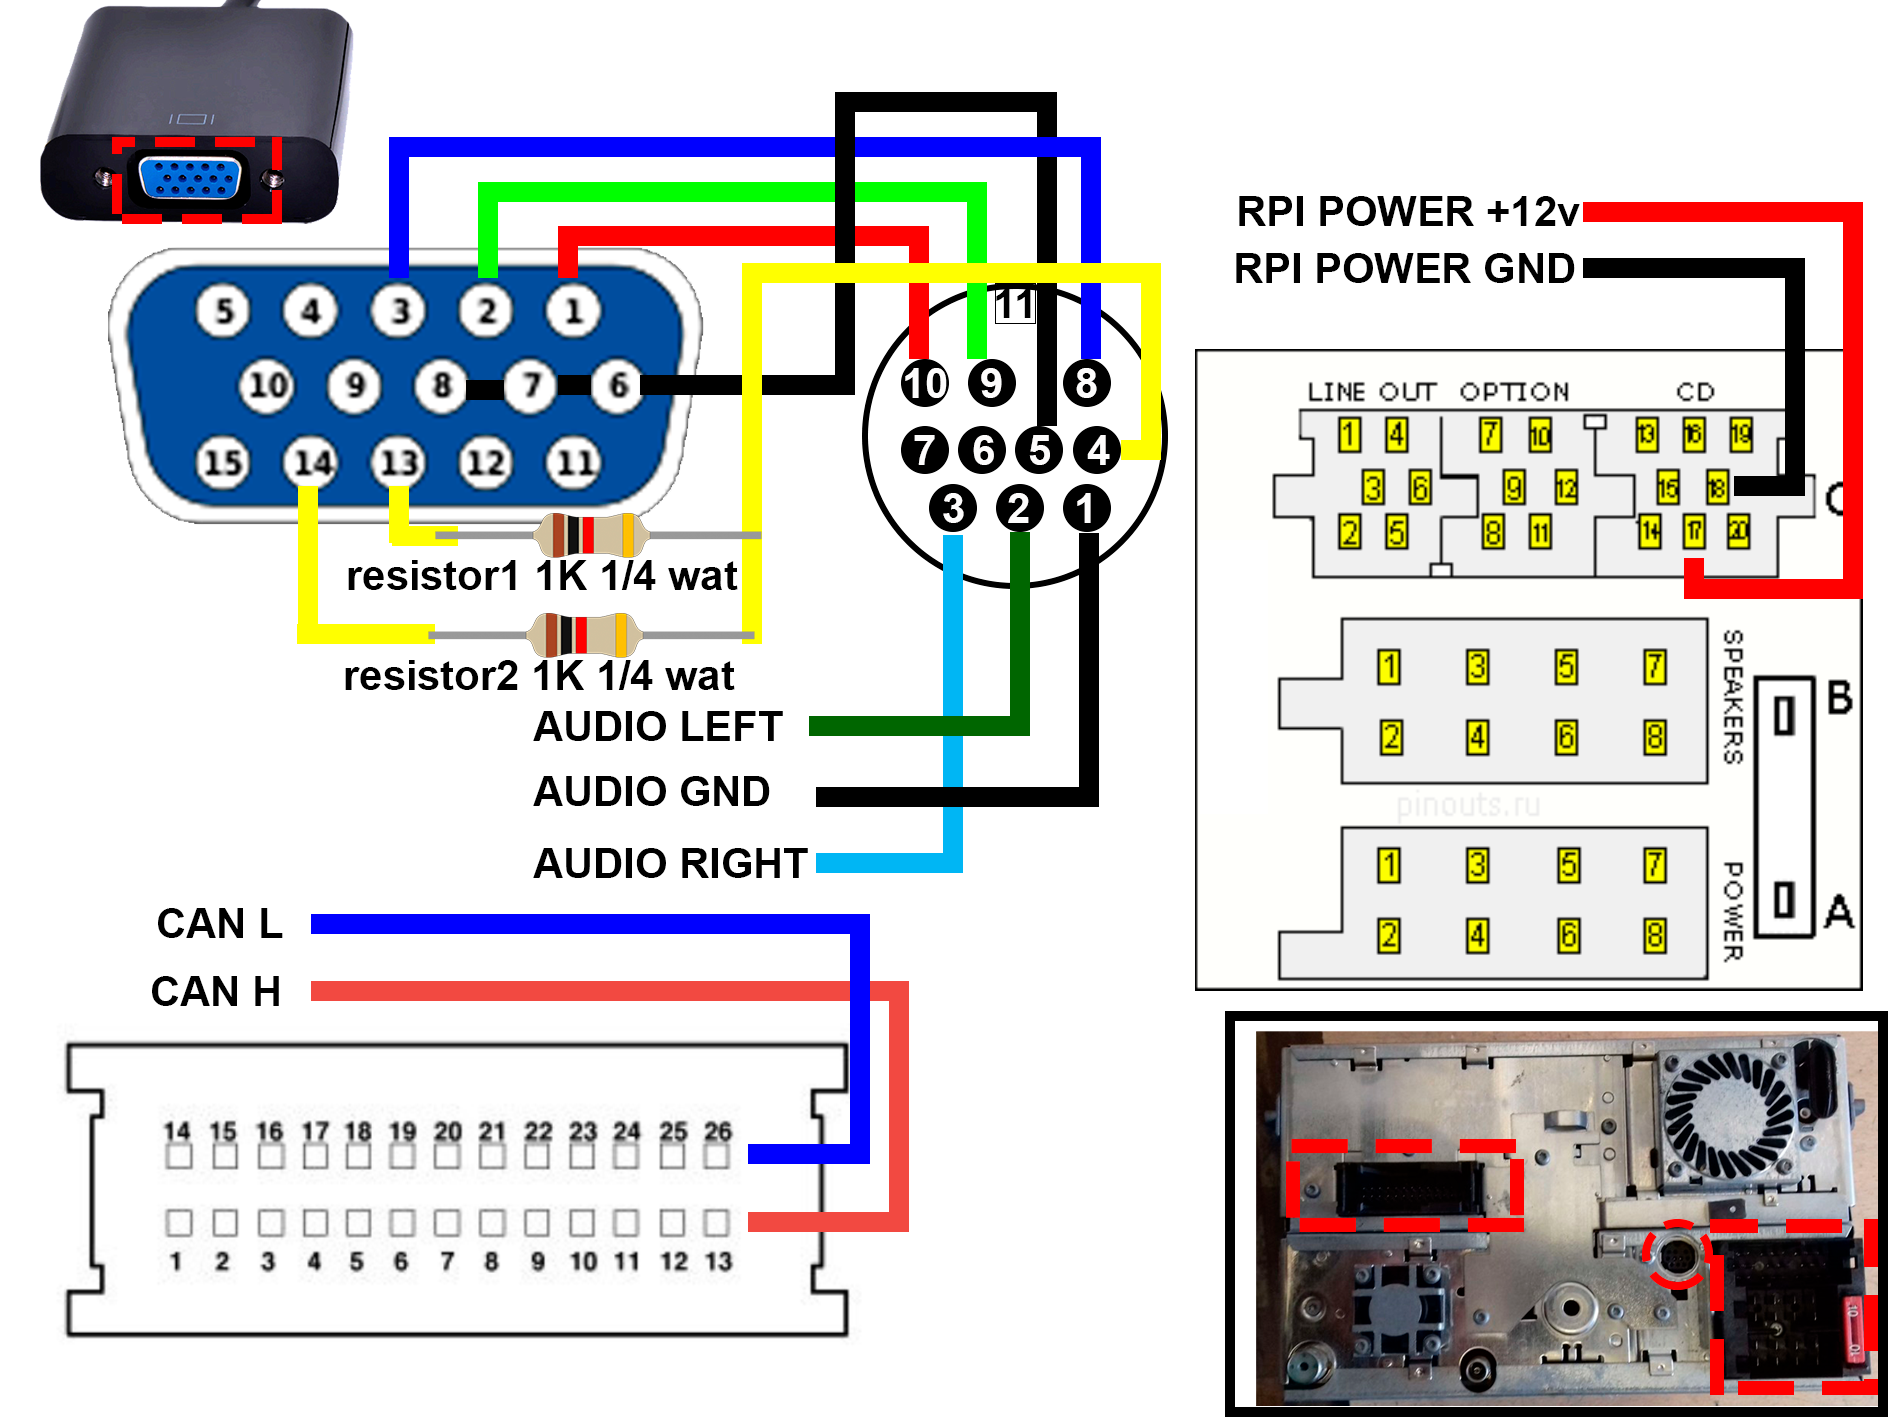 5 4 3 2 1
10 9 8 7 6
15 14 13 12 11
resistor1 1K 1/4 wat
resistor2 1K 1/4 wat
11
10 9 8
7 6 5 4
3 2 1
AUDIO LEFT
AUDIO GND
AUDIO RIGHT
CAN L
CAN H
14 15 16 17 18 19 20 21 22 23 24 25 26
1 2 3 4 5 6 7 8 9 10 11 12 13
RPI POWER +12v
RPI POWER GND
LINE OUT OPTION CD
1 4 7 10 13 16 19
3 6 9 12 15 18
C
2 5 8 11 14 17 20
SPEAKERS
1 3 5 7
B
2 4 6 8
pinouts.ru
POWER
1 3 5 7
A
2 4 6 8
10